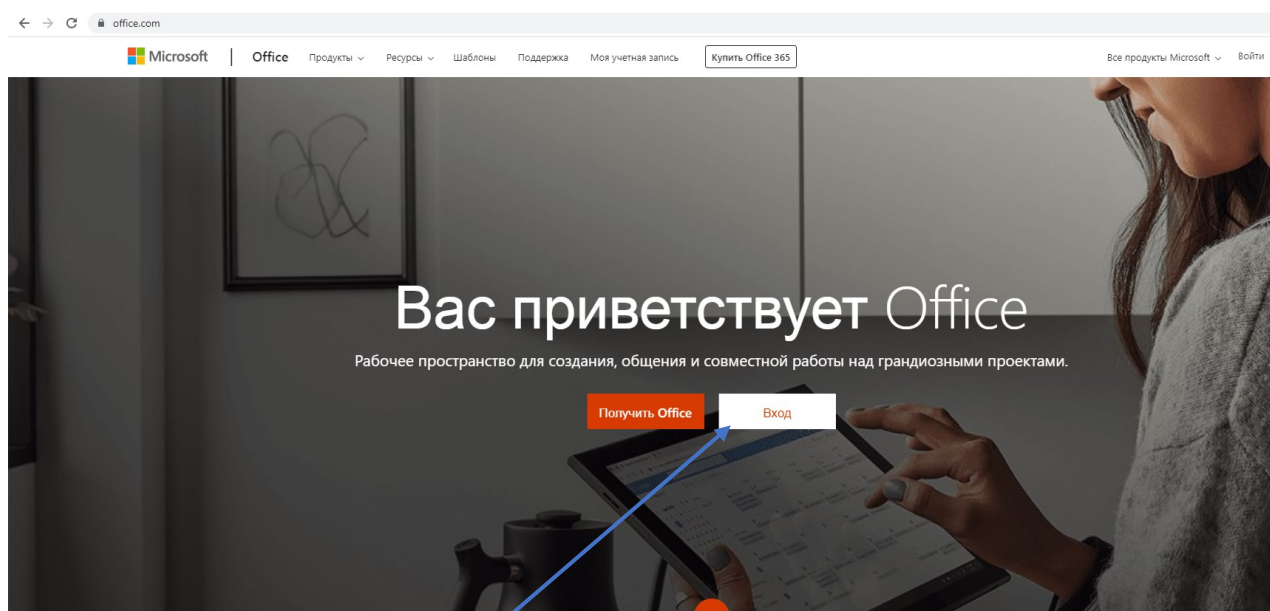 office.com
Microsoft Office Продукты Ресурсы Шаблоны Поддержка Моя учетная запись Купить Office 365 Все продукты Microsoft Войти
Вас приветствует Office
Рабочее пространство для создания, общения и совместной работы над грандиозными проектами.
Получить Office Вход